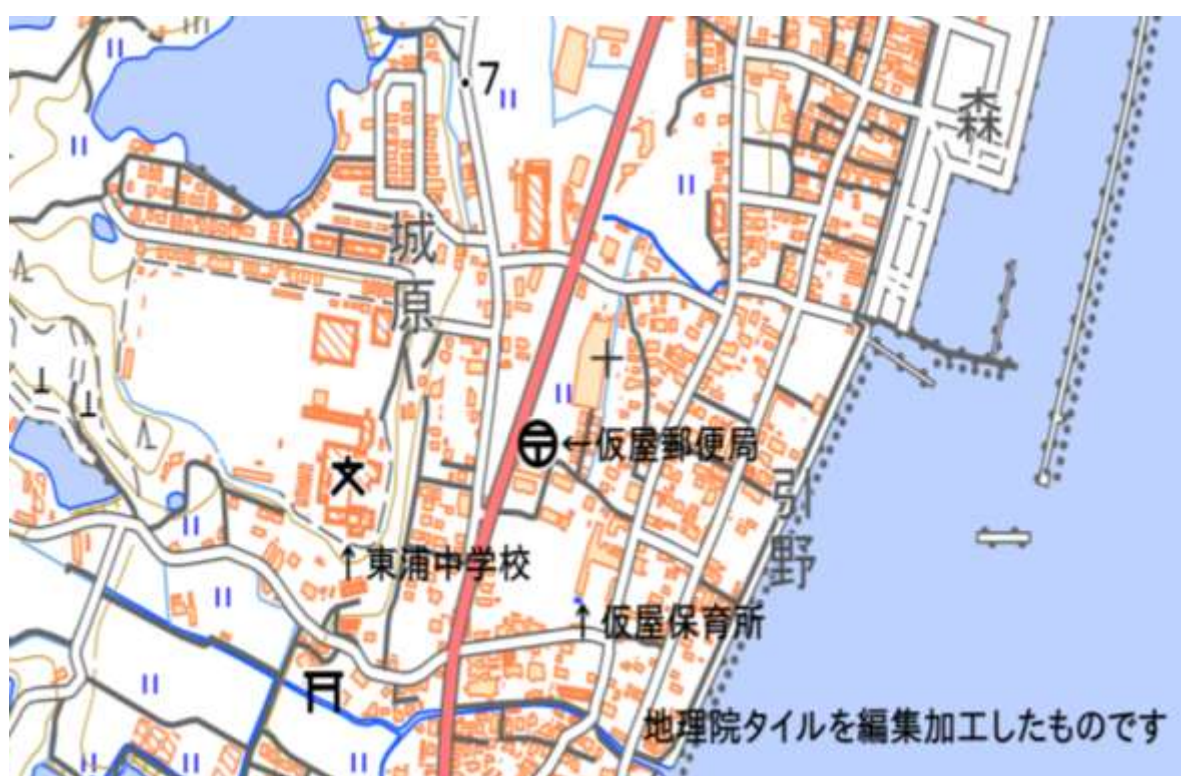 7
森
城原
←仮屋郵便局
引野
↑東浦中学校
↑仮屋保育所
地理院タイルを編集加工したものです